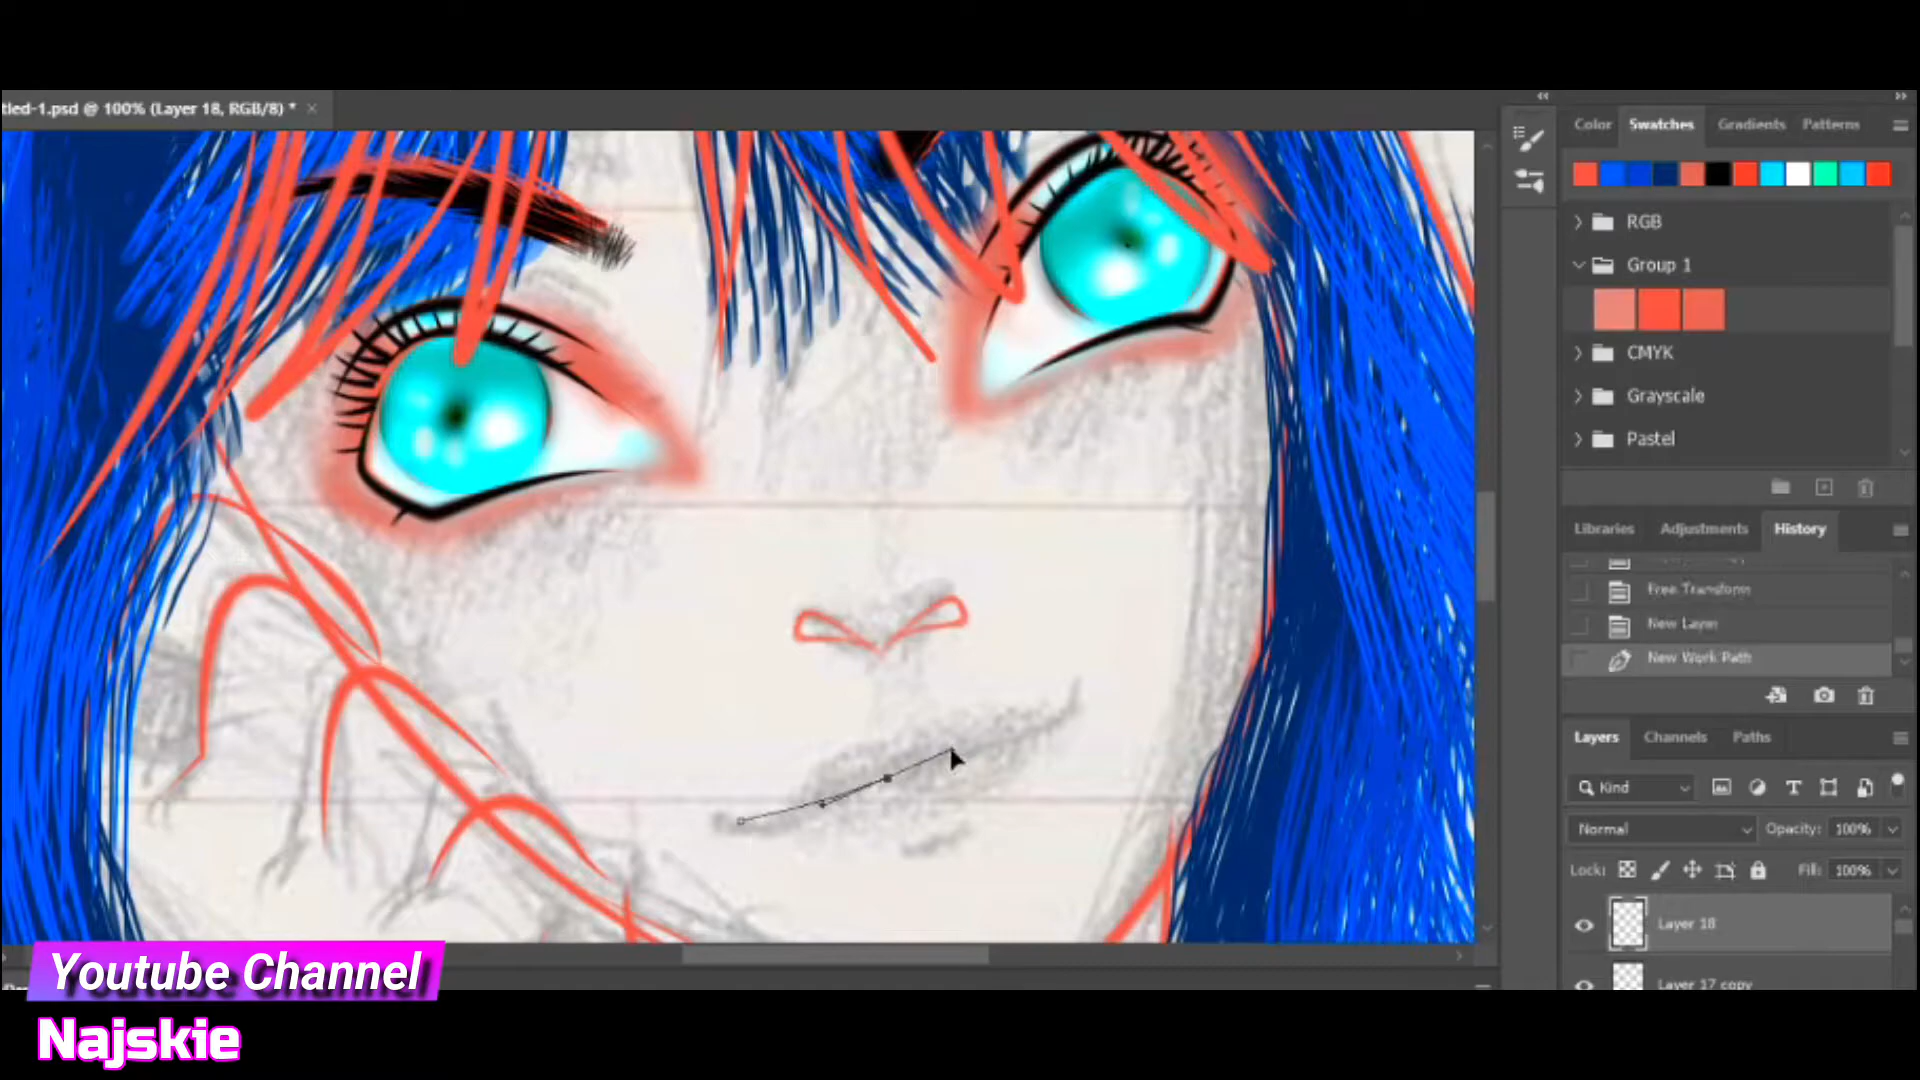 tled-1.psd @ 100% (Layer 18, RGB/8) *
Color Swatches Gradients Patterns
RGB
Group 1
CMYK
Grayscale
Pastel
Libraries Adjustments History
Free Transform
New Layer
New Work Path
Layers Channels Paths
Kind
Normal Opacity: 100%
Lock: Fill: 100%
Layer 18
Layer 17 copy
Youtube Channel
Najskie